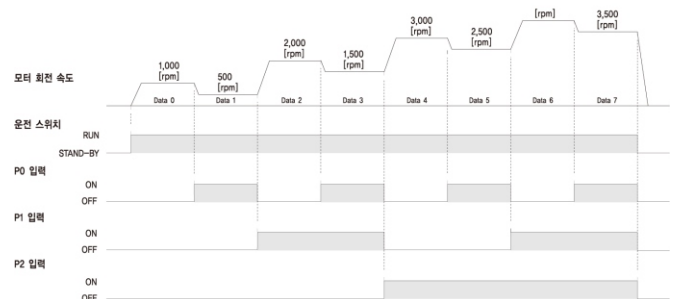 3,000
[rpm]
[rpm]
3,500
[rpm]
2,500
[rpm]
2,000
[rpm]
1,500
[rpm]
1,000
[rpm]
500
[rpm]
모터 회전 속도
Data 0 Data 1 Data 2 Data 3 Data 4 Data 5 Data 6 Data 7
운전 스위치
RUN
STAND-BY
P0 입력
ON
OFF
P1 입력
ON
OFF
P2 입력
ON
OFF